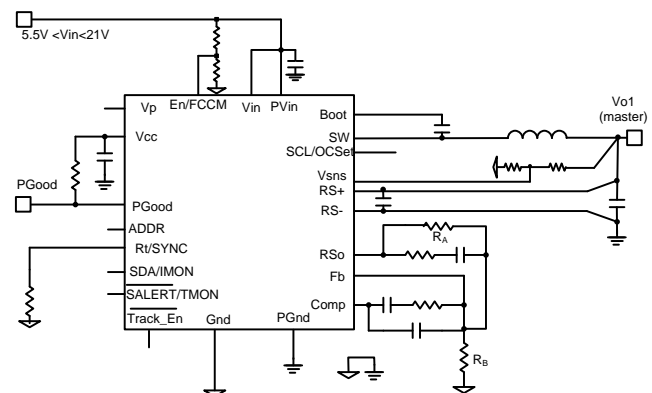 5.5V <Vin<21V
En/FCCM
Vin
PVin
Vp
Boot
Vo1
(master)
Vcc
SW
SCL/OCSet
Vsns
PGood
RS+
PGood
RS-
ADDR
RA
Rt/SYNC
RSo
SDA/IMON
Fb
SALERT/TMON
Comp
Track_En
Gnd
PGnd
RB